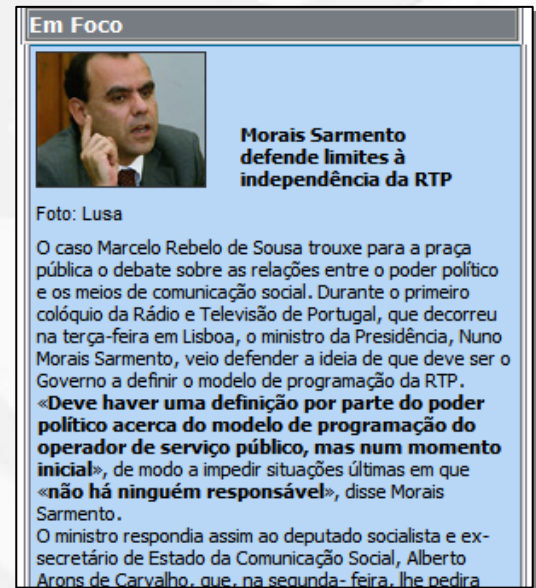 Em Foco
Morais Sarmento
defende limites à
independência da RTP
Foto: Lusa
O caso Marcelo Rebelo de Sousa trouxe para a praça
pública o debate sobre as relações entre o poder político
e os meios de comunicação social. Durante o primeiro
colóquio da Rádio e Televisão de Portugal, que decorreu
na terça-feira em Lisboa, o ministro da Presidência, Nuno
Morais Sarmento, veio defender a ideia de que deve ser o
Governo a definir o modelo de programação da RTP.
«Deve haver uma definição por parte do poder
político acerca do modelo de programação do
operador de serviço público, mas num momento
inicial», de modo a impedir situações últimas em que
«não há ninguém responsável», disse Morais
Sarmento.
O ministro respondia assim ao deputado socialista e ex-
secretário de Estado da Comunicação Social, Alberto
Arons de Carvalho, que, na segunda- feira, lhe pedira